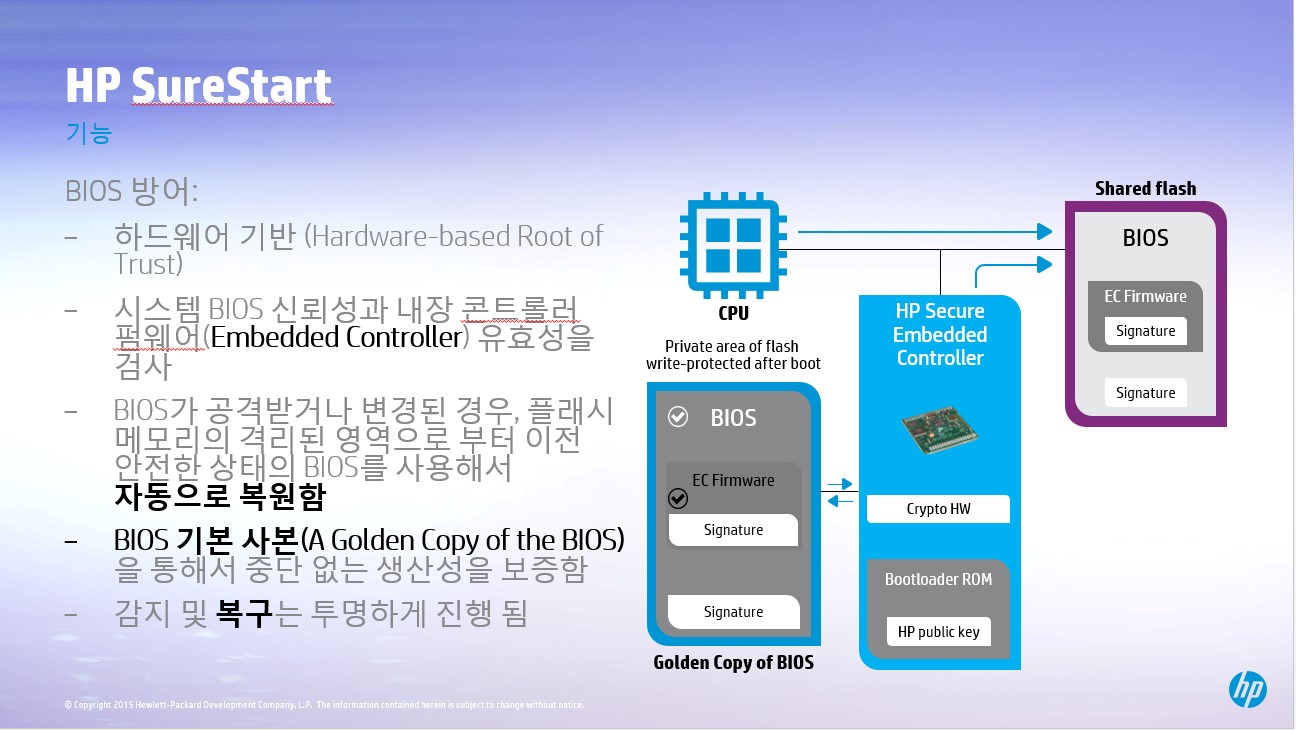 HP SureStart
기능
BIOS 방어:
– 하드웨어 기반 (Hardware-based Root of
Trust)
– 시스템 BIOS 신뢰성과 내장 콘트롤러
펌웨어(Embedded Controller) 유효성을
검사
– BIOS가 공격받거나 변경된 경우, 플래시
메모리의 격리된 영역으로 부터 이전
안전한 상태의 BIOS를 사용해서
자동으로 복원함
– BIOS 기본 사본(A Golden Copy of the BIOS)
을 통해서 중단 없는 생산성을 보증함
– 감지 및 복구는 투명하게 진행 됨
CPU
Private area of flash
write-protected after boot
BIOS
EC Firmware
Signature
Signature
Golden Copy of BIOS
HP Secure
Embedded
Controller
Crypto HW
Bootloader ROM
HP public key
Shared flash
BIOS
EC Firmware
Signature
Signature
© Copyright 2015 Hewlett-Packard Development Company, L.P. The information contained herein is subject to change without notice.
hp